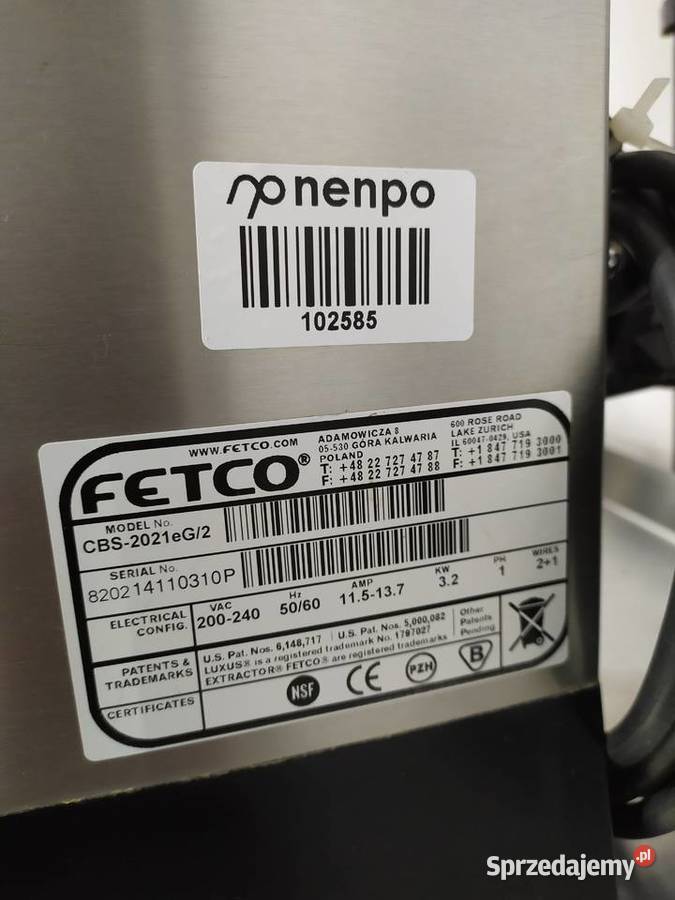 nenpo
102585
WWW.FETCO.COM
FETCO®
ADAMOWICZA 8
05-530 GÓRA KALWARIA
POLAND
T: +48 22 727 47 87
F: +48 22 727 47 88
600 ROSE ROAD
LAKE ZURICH
IL 60047-0429, USA
T: +1 847 719 3000
F: +1 847 719 3001
MODEL No.
CBS-2021eG/2
SERIAL No.
820214110310P
ELECTRICAL CONFIG.
VAC
200-240
Hz
50/60
AMP
11.5-13.7
KW
3.2
PH
1
WIRES
2+1
PATENTS &
TRADEMARKS
U.S. Pat. Nos. 6,148,717
U.S. Pat. Nos. 5,000,082
LUXUS® is a registered trademark No. 1797027
EXTRACTOR® FETCO® are registered trademarks
Other
Patents
Pending
CERTIFICATES
NSF
CE
PZH
B
Sprzedajemy.pl